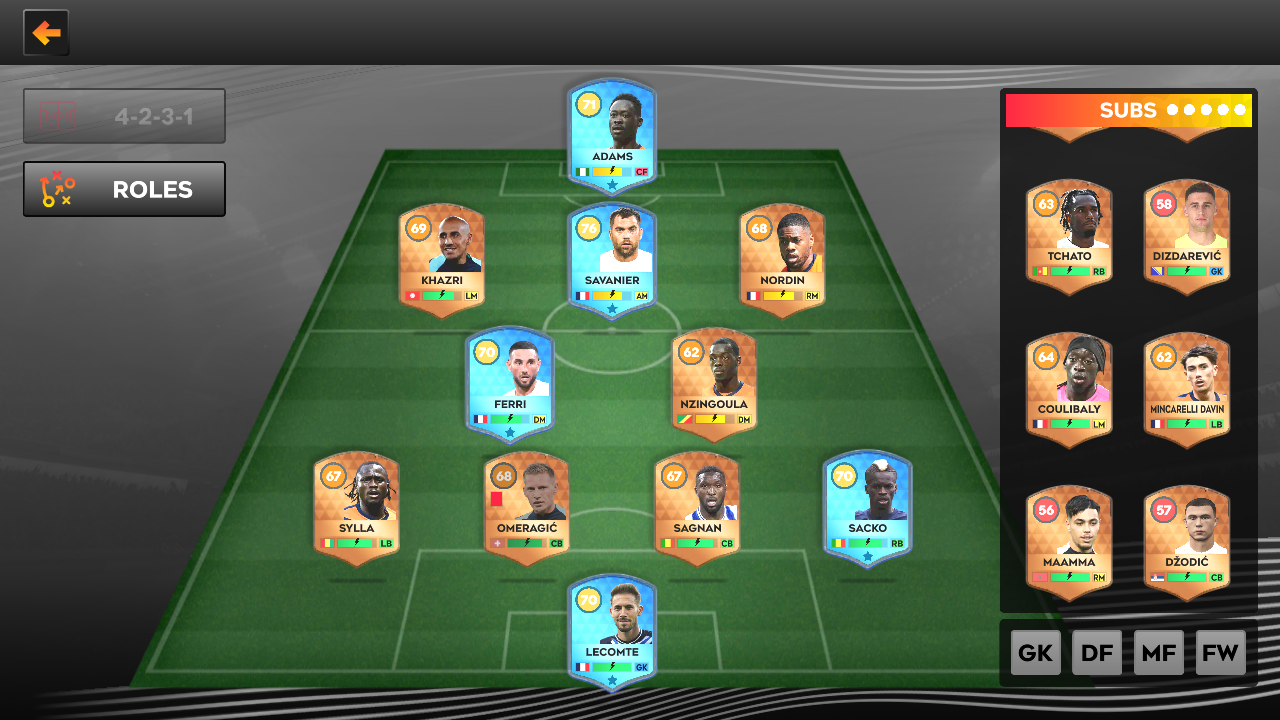 4-2-3-1
ROLES
71
ADAMS
CF
69
KHAZRI
LM
76
SAVANIER
AM
68
NORDIN
RM
70
FERRI
DM
62
NZINGOULA
DM
67
SYLLA
LB
68
OMERAGIĆ
CB
67
SAGNAN
CB
70
SACKO
RB
70
LECOMTE
GK
SUBS
63
TCHATO
RB
58
DIZDAREVIĆ
GK
64
COULIBALY
LM
62
MINCARELLI DAVIN
LB
56
MAAMMA
RM
57
DŽODIĆ
CB
GK DF MF FW